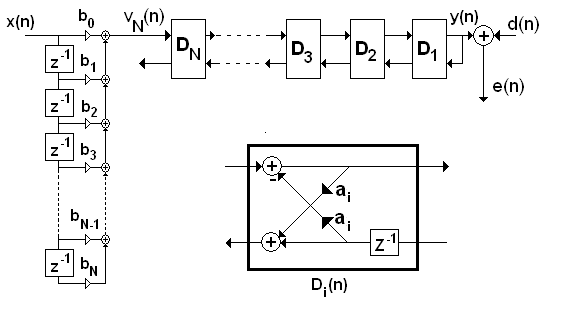 x(n) b0 vN(n) y(n) d(n)
DN D3 D2 D1
z-1 b1
e(n)
z-1 b2
z-1 b3
ai
ai
bN-1
z-1
z-1 bN
Di(n)